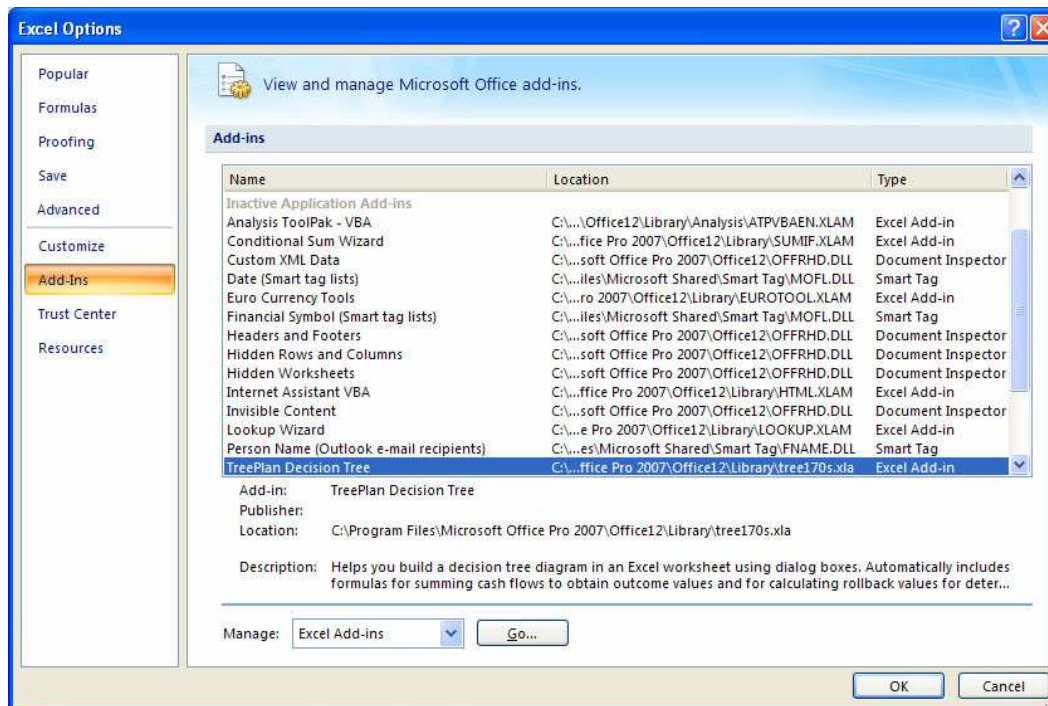 Excel Options
Popular
Formulas
Proofing
Save
Advanced
Customize
Add-Ins
Trust Center
Resources
View and manage Microsoft Office add-ins.
Add-ins
Name Location Type
Inactive Application Add-ins
Analysis ToolPak - VBA C:\...\Office12\Library\Analysis\ATPVBAEN.XLAM Excel Add-in
Conditional Sum Wizard C:\...fice Pro 2007\Office12\Library\SUMIF.XLAM Excel Add-in
Custom XML Data C:\...soft Office Pro 2007\Office12\OFFRHD.DLL Document Inspector
Date (Smart tag lists) C:\...iles\Microsoft Shared\Smart Tag\MOFL.DLL Smart Tag
Euro Currency Tools C:\...ro 2007\Office12\Library\EUROTOOL.XLAM Excel Add-in
Financial Symbol (Smart tag lists) C:\...iles\Microsoft Shared\Smart Tag\MOFL.DLL Smart Tag
Headers and Footers C:\...soft Office Pro 2007\Office12\OFFRHD.DLL Document Inspector
Hidden Rows and Columns C:\...soft Office Pro 2007\Office12\OFFRHD.DLL Document Inspector
Hidden Worksheets C:\...soft Office Pro 2007\Office12\OFFRHD.DLL Document Inspector
Internet Assistant VBA C:\...ffice Pro 2007\Office12\Library\HTML.XLAM Excel Add-in
Invisible Content C:\...soft Office Pro 2007\Office12\OFFRHD.DLL Document Inspector
Lookup Wizard C:\...e Pro 2007\Office12\Library\LOOKUP.XLAM Excel Add-in
Person Name (Outlook e-mail recipients) C:\...es\Microsoft Shared\Smart Tag\FNAME.DLL Smart Tag
TreePlan Decision Tree C:\...ffice Pro 2007\Office12\Library\tree170s.xla Excel Add-in
Add-in: TreePlan Decision Tree
Publisher:
Location: C:\Program Files\Microsoft Office Pro 2007\Office12\Library\tree170s.xla
Description: Helps you build a decision tree diagram in an Excel worksheet using dialog boxes. Automatically includes
formulas for summing cash flows to obtain outcome values and for calculating rollback values for deter...
Manage: Excel Add-ins Go...
OK Cancel